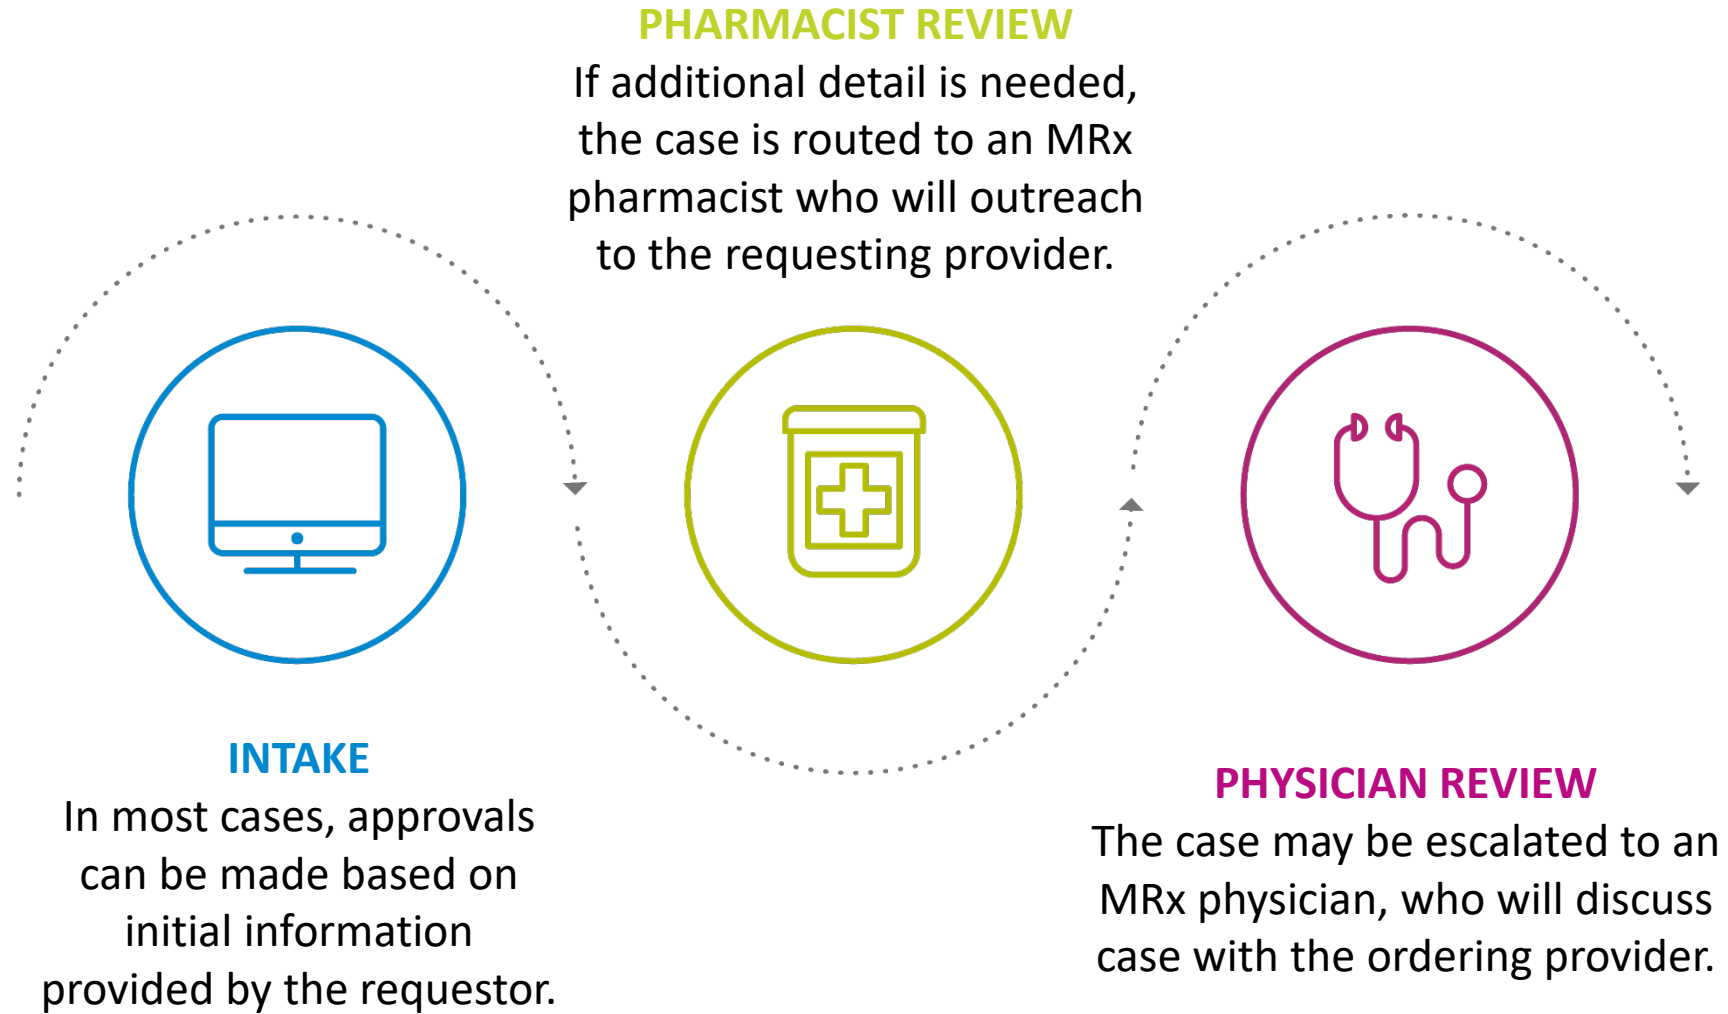 PHARMACIST REVIEW
If additional detail is needed,
the case is routed to an MRx
pharmacist who will outreach
to the requesting provider.
INTAKE
In most cases, approvals
can be made based on
initial information
provided by the requestor.
PHYSICIAN REVIEW
The case may be escalated to an
MRx physician, who will discuss
case with the ordering provider.